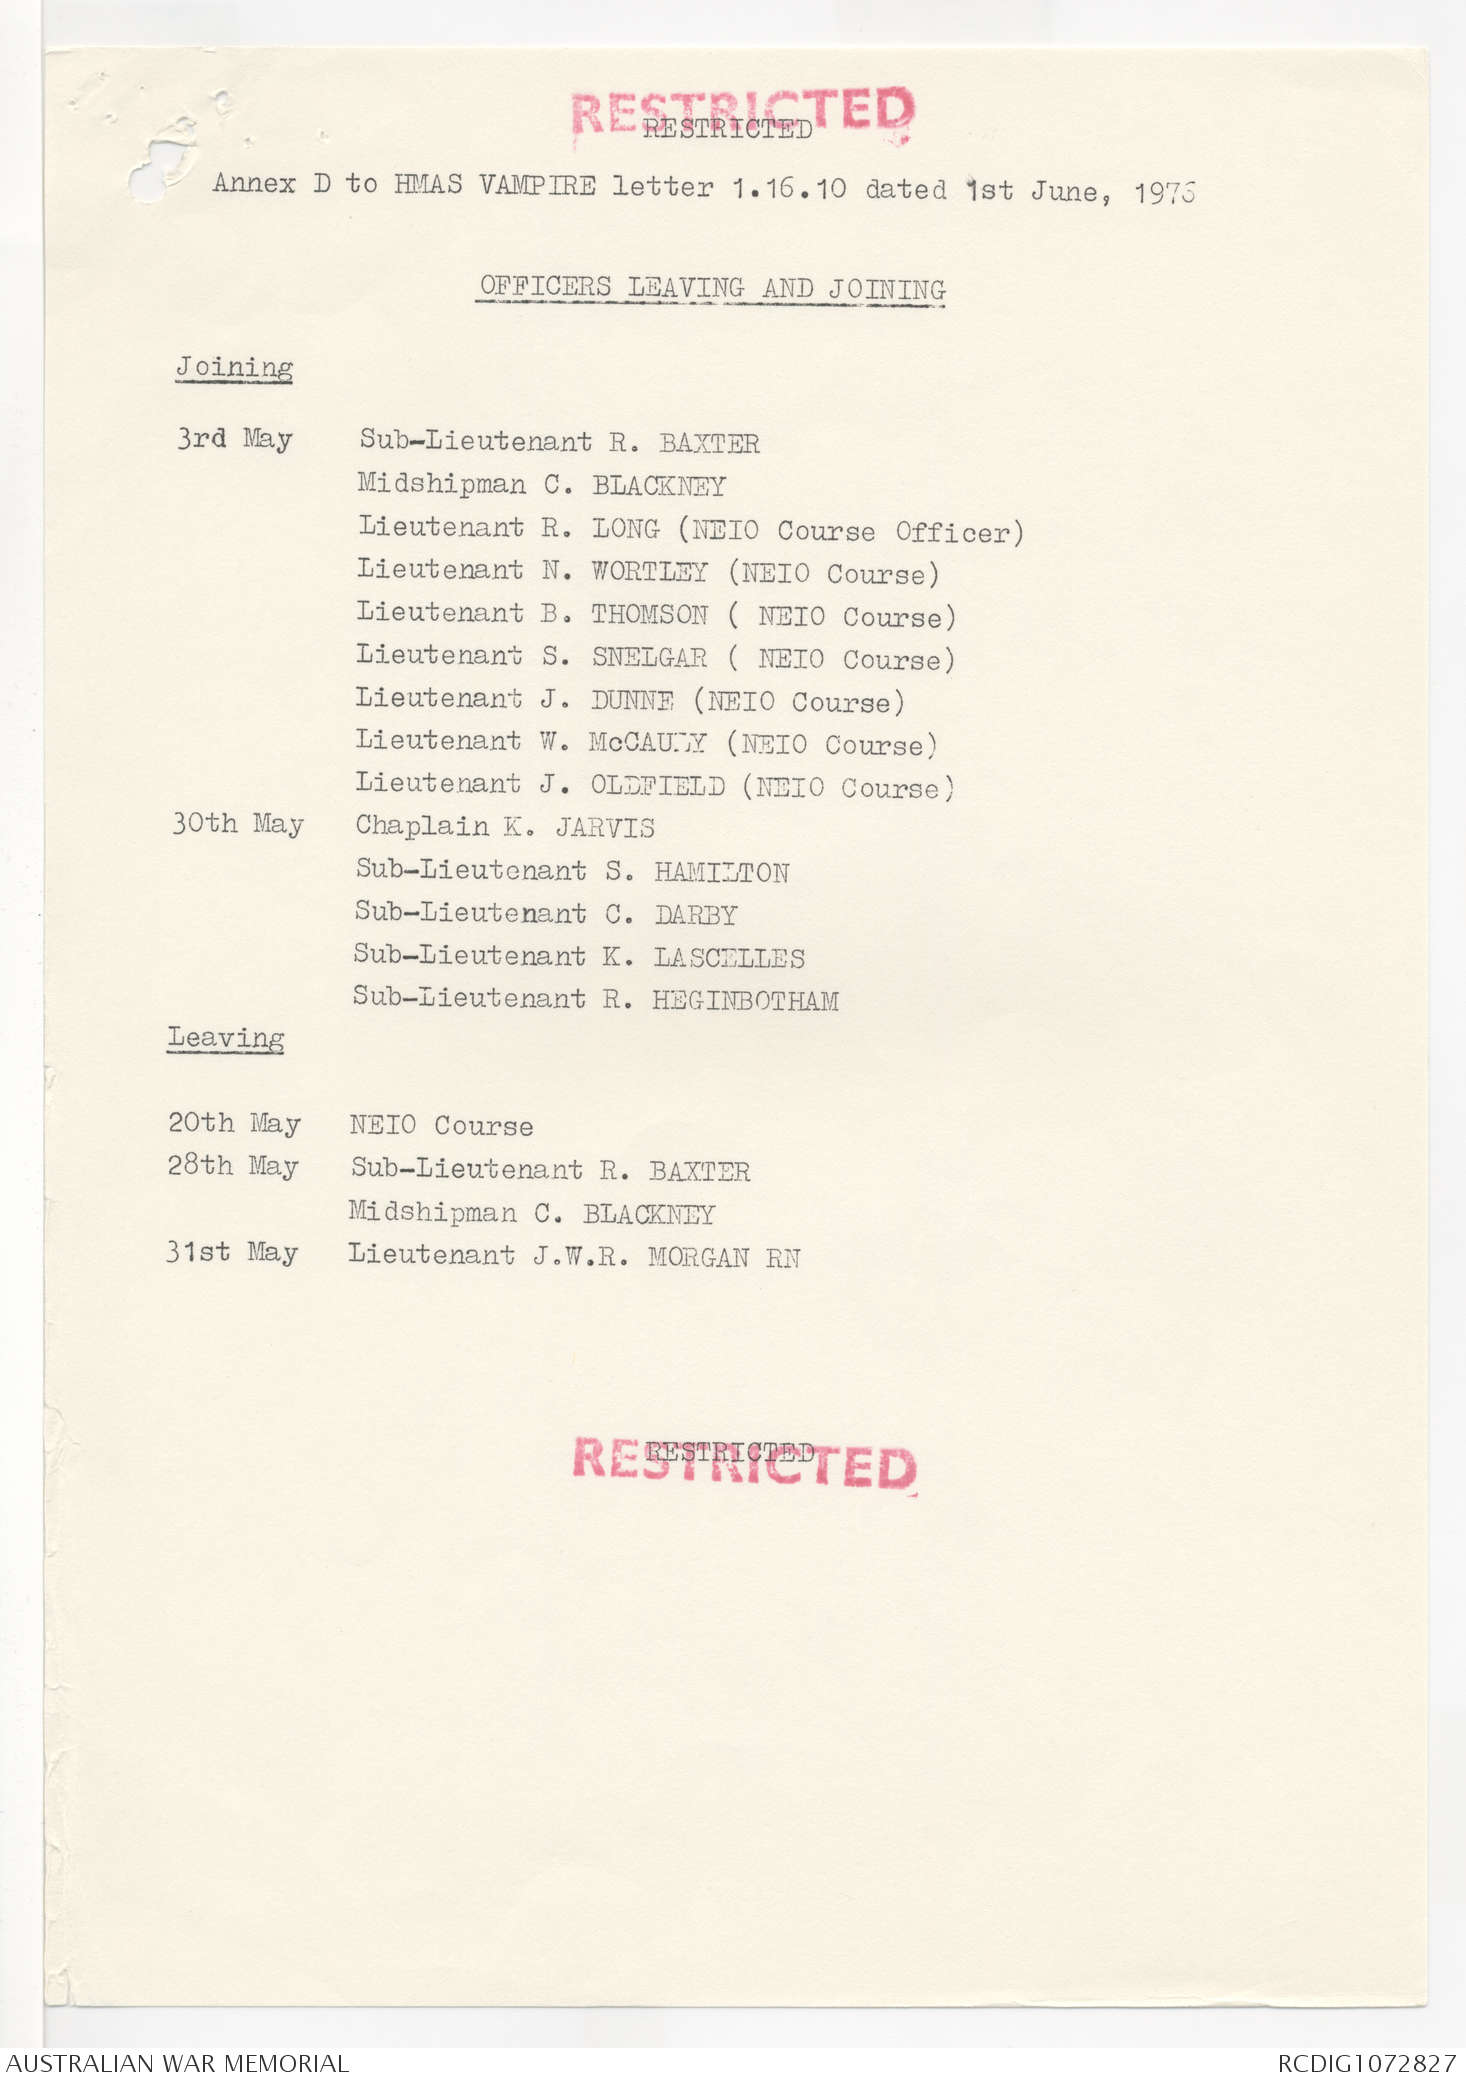 RESTRICTED
RESTRICTED
Annex D to HMAS VAMPIRE letter 1.16.10 dated 1st June, 1976
OFFICERS LEAVING AND JOINING
Joining
3rd May Sub-Lieutenant R. BAXTER
Midshipman C. BLACKNEY
Lieutenant R. LONG (NEIO Course Officer)
Lieutenant N. WORTLEY (NEIO Course)
Lieutenant B. THOMSON ( NEIO Course)
Lieutenant S. SNELGAR ( NEIO Course)
Lieutenant J. DUNNE (NEIO Course)
Lieutenant W. McCAULY (NEIO Course)
Lieutenant J. OLDFIELD (NEIO Course)
30th May Chaplain K. JARVIS
Sub-Lieutenant S. HAMILTON
Sub-Lieutenant C. DARBY
Sub-Lieutenant K. LASCELLES
Sub-Lieutenant R. HEGINBOTHAM
Leaving
20th May NEIO Course
28th May Sub-Lieutenant R. BAXTER
Midshipman C. BLACKNEY
31st May Lieutenant J.W.R. MORGAN RN
RESTRICTED
RESTRICTED
AUSTRALIAN WAR MEMORIAL RCDIG1072827